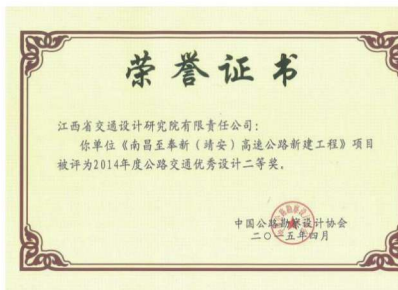 荣誉证书
江西省交通设计研究院有限责任公司：
你单位《南昌至奉新（靖安）高速公路新建工程》项目
被评为2014年度公路交通优秀设计二等奖。
中国公路勘察设计协会
二〇一五年四月